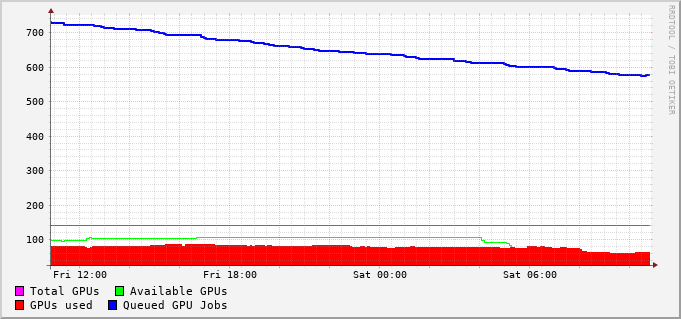 700
600
500
400
300
200
100
Fri 12:00 Fri 18:00 Sat 00:00 Sat 06:00
Total GPUs Available GPUs
GPUs used Queued GPU Jobs
RRDTOOL / TOBI OETIKER